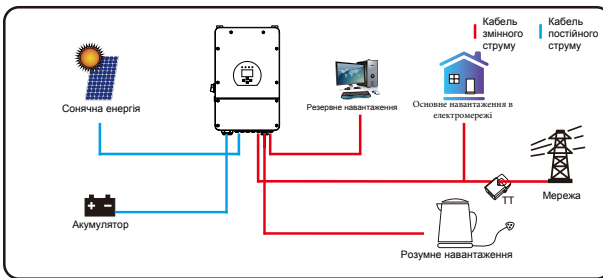 Кабель
змінного
струму
Кабель
постійного
струму
Сонячна енергія
Резервне навантаження
Основне навантаження в
електромережі
ТТ
Мережа
Акумулятор
Розумне навантаження